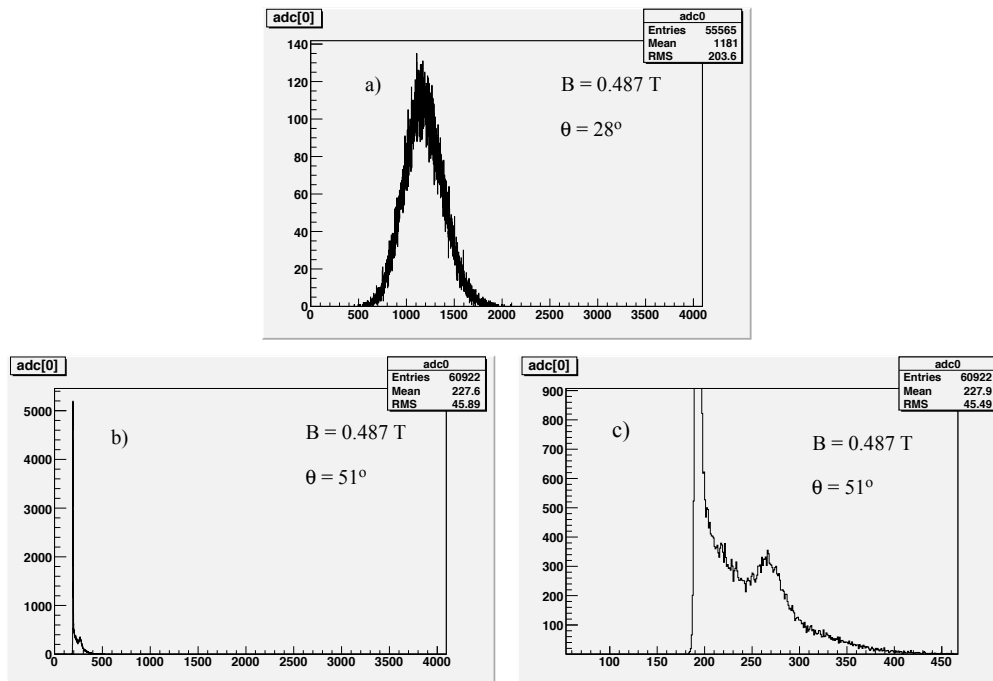 adc[0]
adc0
Entries 55565
Mean 1181
RMS 203.6
140
120
100
80
60
40
20
0
a)
B = 0.487 T
θ = 28º
0 500 1000 1500 2000 2500 3000 3500 4000
adc[0]
adc0
Entries 60922
Mean 227.6
RMS 45.89
5000
4000
3000
2000
1000
0
b)
B = 0.487 T
θ = 51º
0 500 1000 1500 2000 2500 3000 3500 4000
adc[0]
adc0
Entries 60922
Mean 227.9
RMS 45.49
900
800
700
600
500
400
300
200
100
c)
B = 0.487 T
θ = 51º
100 150 200 250 300 350 400 450